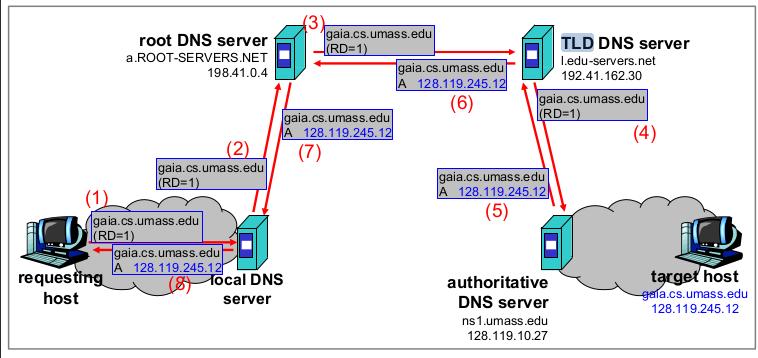 root DNS server
a.ROOT-SERVERS.NET
198.41.0.4
(3)
gaia.cs.umass.edu
(RD=1)
TLD DNS server
l.edu-servers.net
192.41.162.30
gaia.cs.umass.edu
A 128.119.245.12
(6)
gaia.cs.umass.edu
(RD=1)
(4)
gaia.cs.umass.edu
A 128.119.245.12
(7)
(2)
gaia.cs.umass.edu
(RD=1)
gaia.cs.umass.edu
A 128.119.245.12
(5)
(1)
gaia.cs.umass.edu
(RD=1)
gaia.cs.umass.edu
A 128.119.245.12
(8)
requesting
host
local DNS
server
authoritative
DNS server
ns1.umass.edu
128.119.10.27
target host
gaia.cs.umass.edu
128.119.245.12